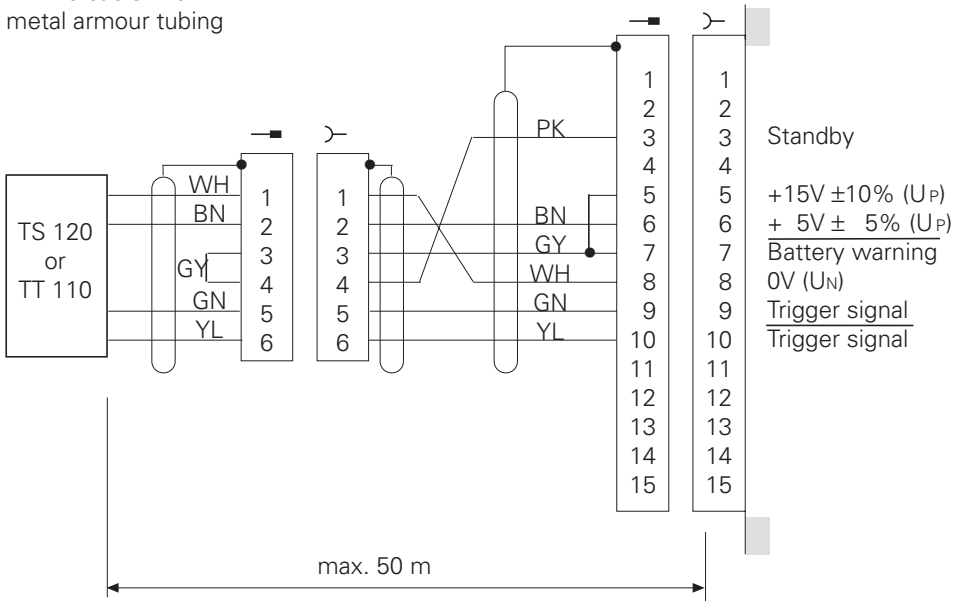 metal armour tubing
TS 120
or
TT 110
WH
BN
GY
GN
YL
1
2
3
4
5
6
1
2
3
4
5
6
PK
BN
GY
WH
GN
YL
1
2
3
4
5
6
7
8
9
10
11
12
13
14
15
1
2
3
4
5
6
7
8
9
10
11
12
13
14
15
Standby
+15V ±10% (UP)
+ 5V ± 5% (UP)
Battery warning
0V (UN)
Trigger signal
Trigger signal
max. 50 m